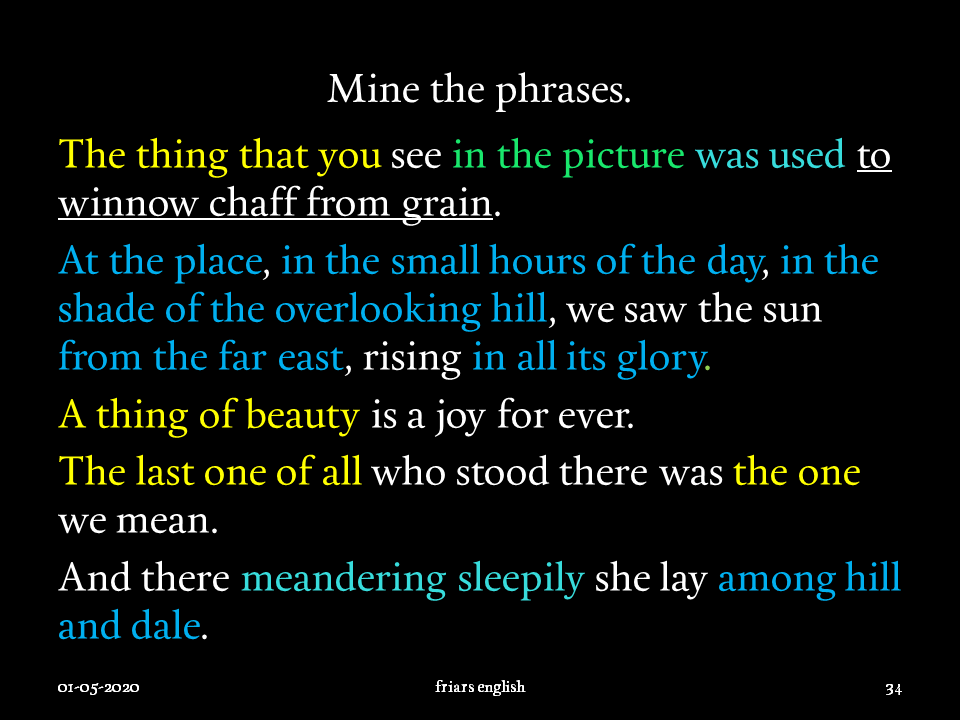 Mine the phrases.
The thing that you see in the picture was used to
winnow chaff from grain.
At the place, in the small hours of the day, in the
shade of the overlooking hill, we saw the sun
from the far east, rising in all its glory.
A thing of beauty is a joy for ever.
The last one of all who stood there was the one
we mean.
And there meandering sleepily she lay among hill
and dale.
01-05-2020 friars english 34